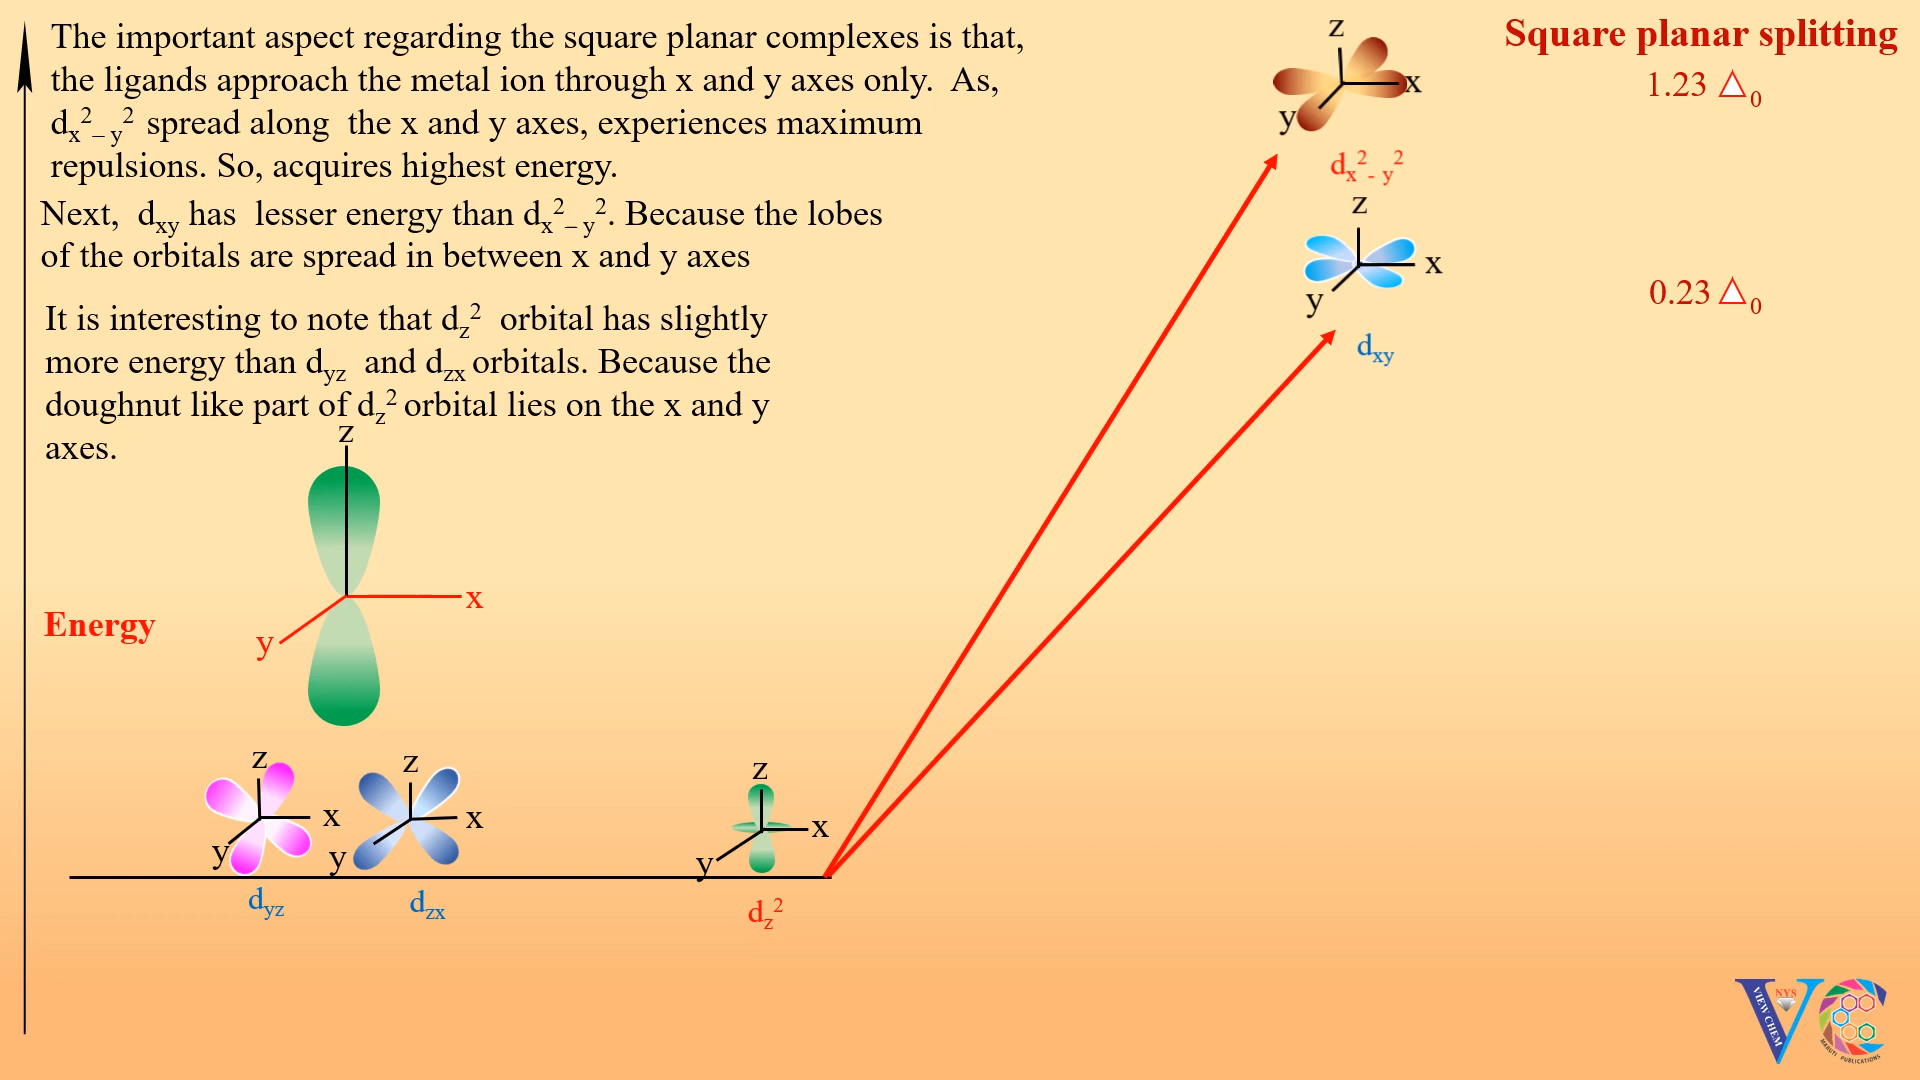 The important aspect regarding the square planar complexes is that,
the ligands approach the metal ion through x and y axes only. As,
dx²–y² spread along the x and y axes, experiences maximum
repulsions. So, acquires highest energy.
Next, dxy has lesser energy than dx²–y². Because the lobes
of the orbitals are spread in between x and y axes
It is interesting to note that dz² orbital has slightly
more energy than dyz and dzx orbitals. Because the
doughnut like part of dz² orbital lies on the x and y
axes.
z
x
y
Energy
z
x
y
dyz
z
x
y
dzx
z
x
y
dz²
z
x
y
dx²-y²
z
x
y
dxy
Square planar splitting
1.23 △0
0.23 △0
VIEW CHEM
NYS
MARUTI PUBLICATIONS